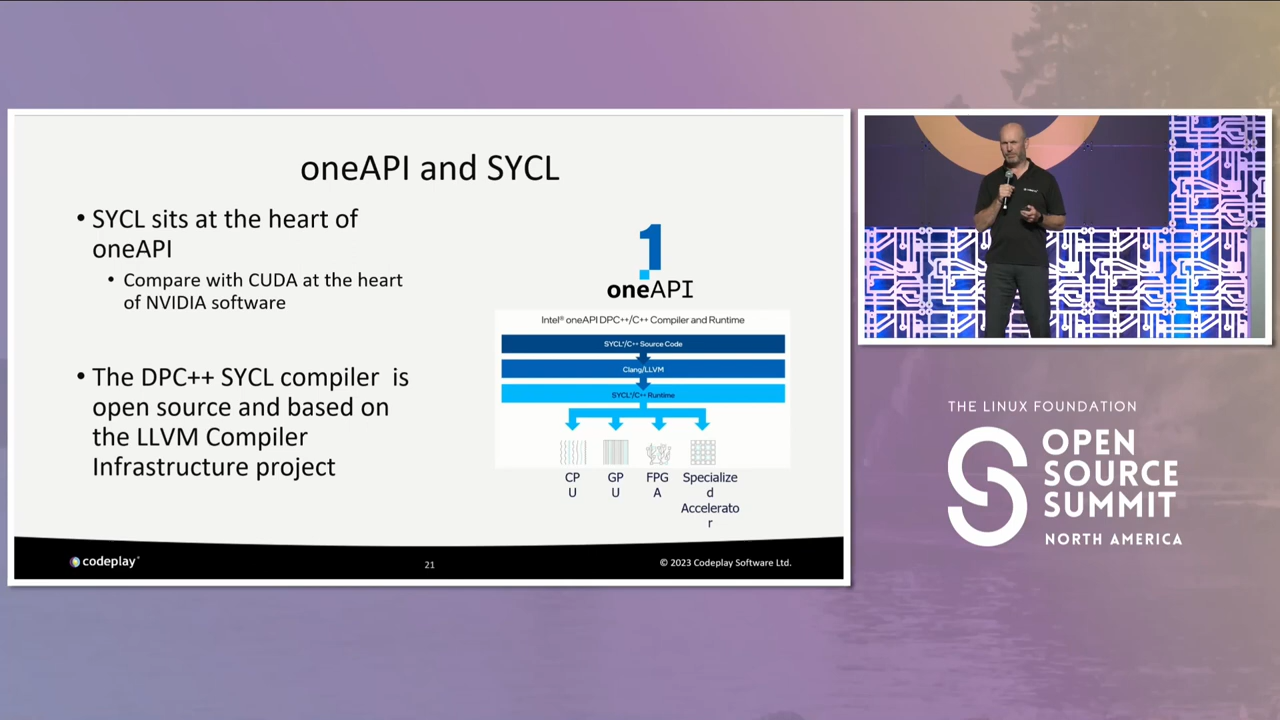 oneAPI and SYCL
• SYCL sits at the heart of
oneAPI
• Compare with CUDA at the heart
of NVIDIA software
• The DPC++ SYCL compiler is
open source and based on
the LLVM Compiler
Infrastructure project
1
oneAPI
Intel® oneAPI DPC++/C++ Compiler and Runtime
SYCL*/C++ Source Code
Clang/LLVM
SYCL*/C++ Runtime
CP
U
GP
U
FPG
A
Specialize
d
Accelerato
r
codeplay®
21
© 2023 Codeplay Software Ltd.
THE LINUX FOUNDATION
OPEN
SOURCE
SUMMIT
NORTH AMERICA